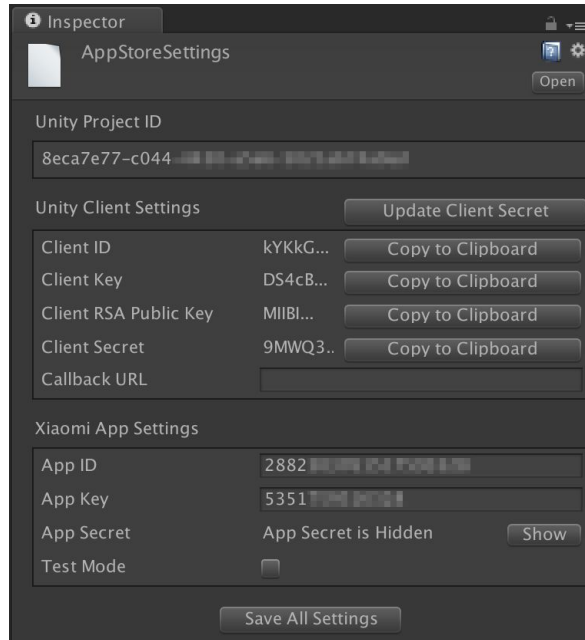 Inspector
AppStoreSettings
Open
Unity Project ID
8eca7e77-c044
Unity Client Settings Update Client Secret
Client ID kYKkG... Copy to Clipboard
Client Key DS4cB... Copy to Clipboard
Client RSA Public Key MIIBI... Copy to Clipboard
Client Secret 9MWQ3.. Copy to Clipboard
Callback URL
Xiaomi App Settings
App ID 2882
App Key 5351
App Secret App Secret is Hidden Show
Test Mode
Save All Settings